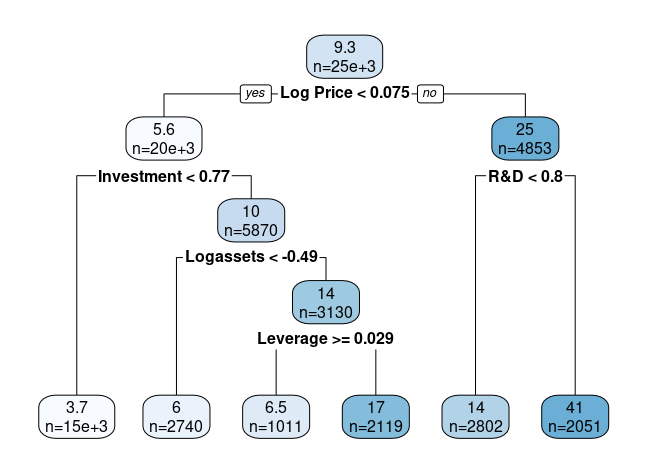 9.3
n=25e+3
yes
Log Price < 0.075
no
5.6
n=20e+3
25
n=4853
Investment < 0.77
R&D < 0.8
10
n=5870
Logassets < -0.49
14
n=3130
Leverage >= 0.029
3.7
n=15e+3
6
n=2740
6.5
n=1011
17
n=2119
14
n=2802
41
n=2051